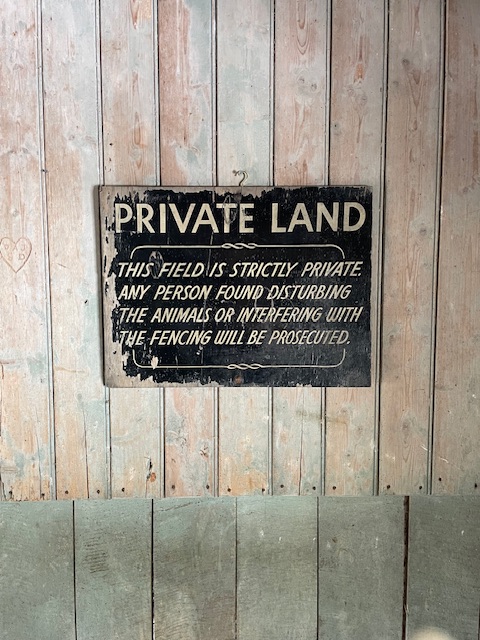 PRIVATE LAND
THIS FIELD IS STRICTLY PRIVATE
ANY PERSON FOUND DISTURBING
THE ANIMALS OR INTERFERING WITH
THE FENCING WILL BE PROSECUTED.